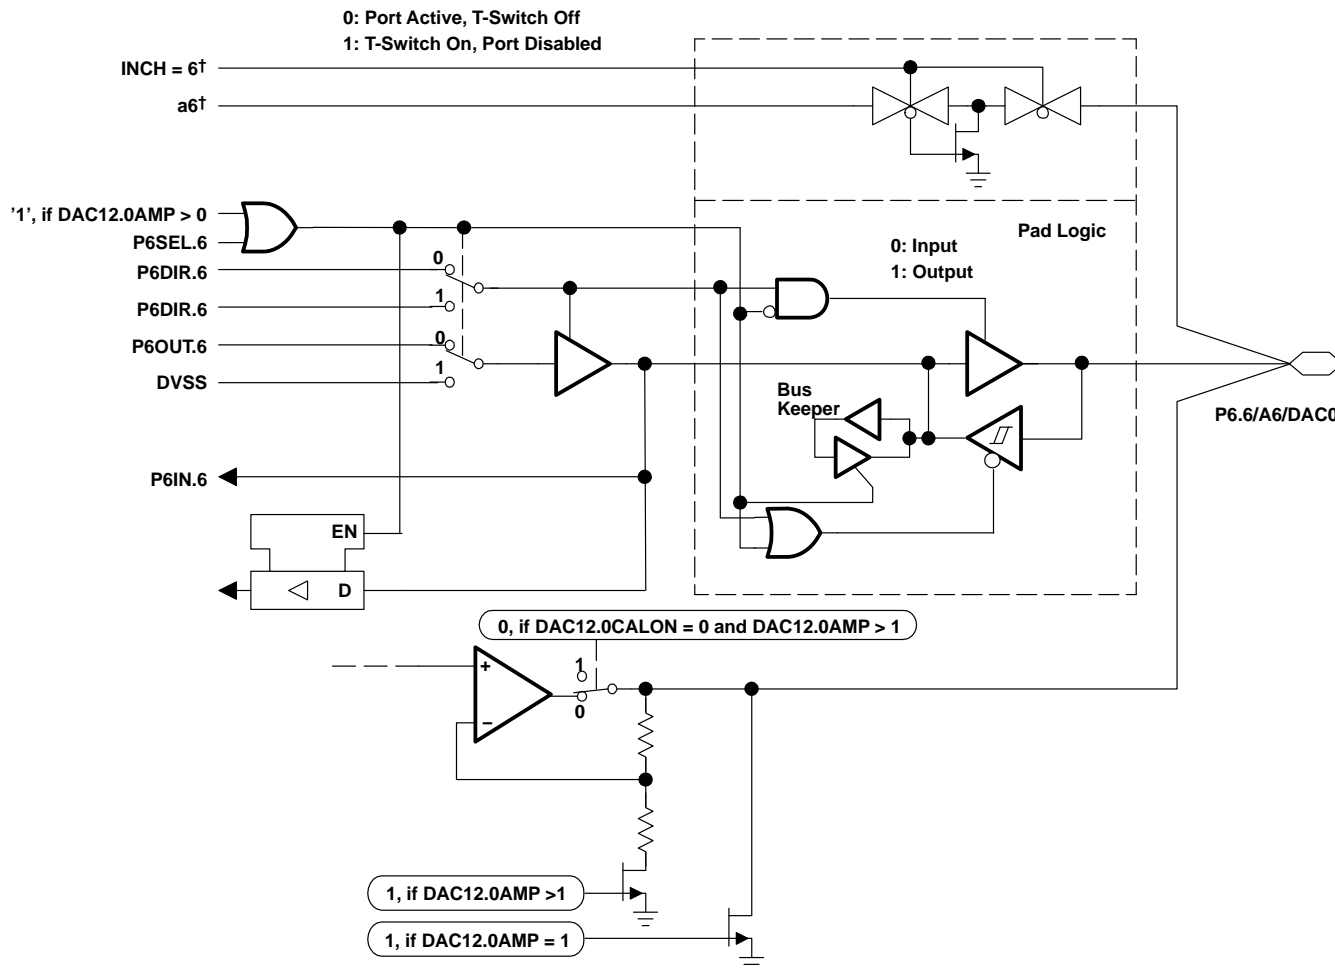 0: Port Active, T-Switch Off
1: T-Switch On, Port Disabled
INCH = 6†
a6†
'1', if DAC12.0AMP > 0
P6SEL.6
P6DIR.6
0
P6DIR.6
1
P6OUT.6
0
DVSS
1
Pad Logic
0: Input
1: Output
Bus
Keeper
P6.6/A6/DAC0
P6IN.6
EN
D
0, if DAC12.0CALON = 0 and DAC12.0AMP > 1
+
−
1
0
1, if DAC12.0AMP >1
1, if DAC12.0AMP = 1